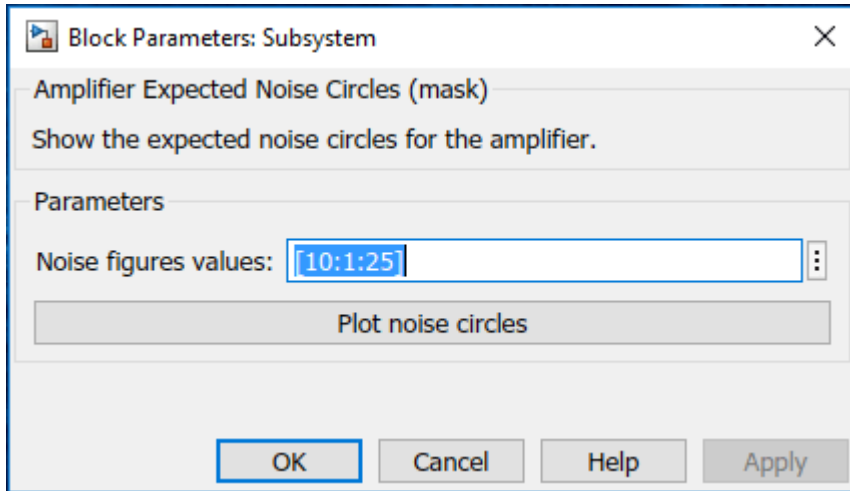 Block Parameters: Subsystem
Amplifier Expected Noise Circles (mask)
Show the expected noise circles for the amplifier.
Parameters
Noise figures values: [10:1:25]
Plot noise circles
OK Cancel Help Apply